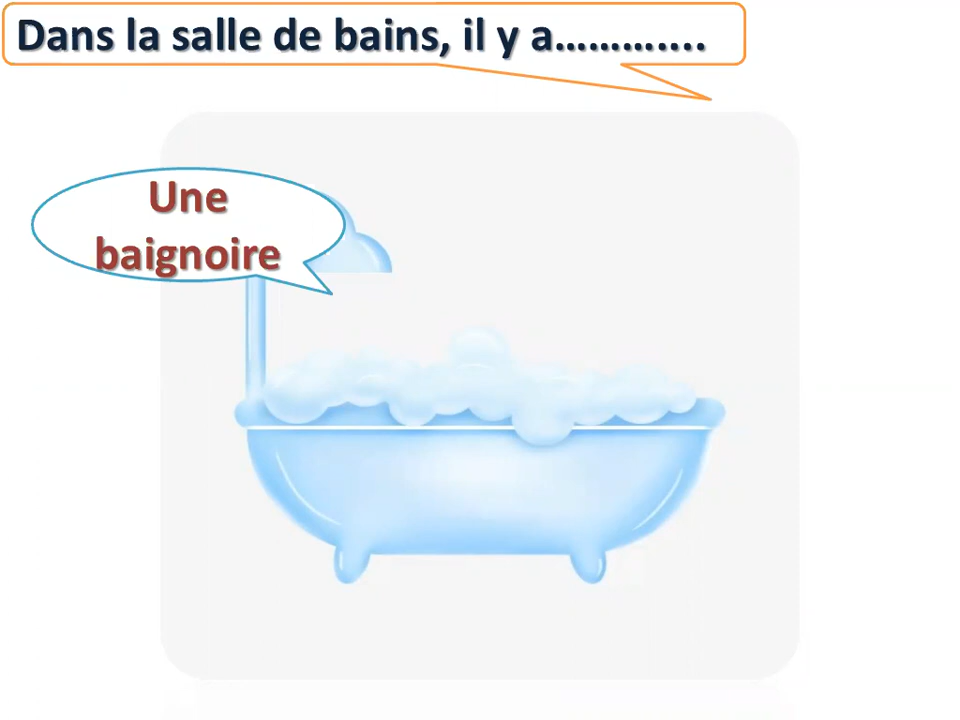 Dans la salle de bains, il y a…………..
Une
baignoire